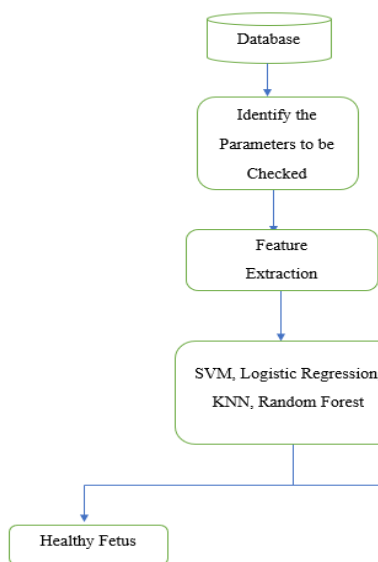 Database
Identify the
Parameters to be
Checked
Feature
Extraction
SVM, Logistic Regression
KNN, Random Forest
Healthy Fetus